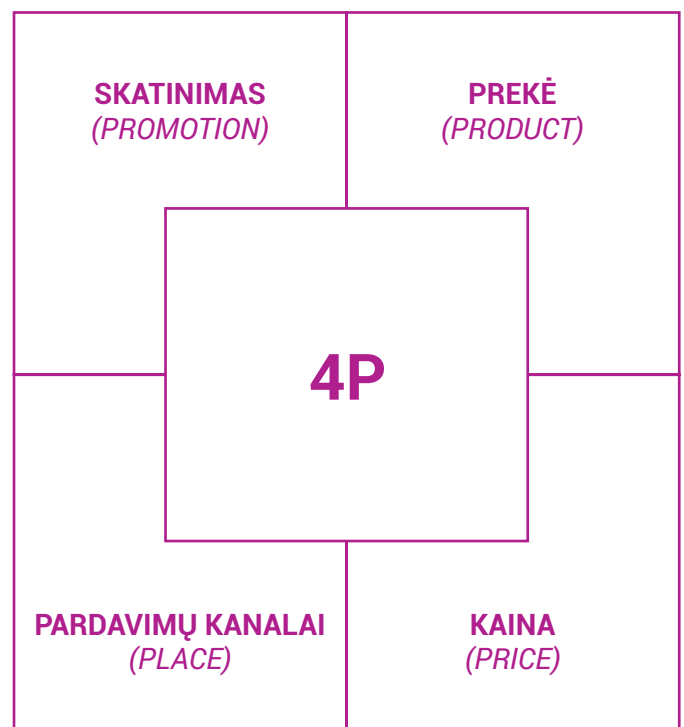 SKATINIMAS
(PROMOTION)
PREKĖ
(PRODUCT)
4P
PARDAVIMŲ KANALAI
(PLACE)
KAINA
(PRICE)